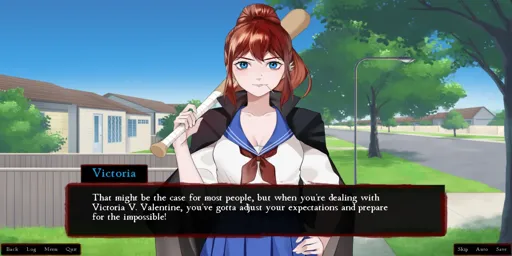 Victoria
That might be the case for most people, but when you're dealing with
Victoria V. Valentine, you've gotta adjust your expectations and prepare
for the impossible!
Back Log Menu Quit
Skip Auto Save